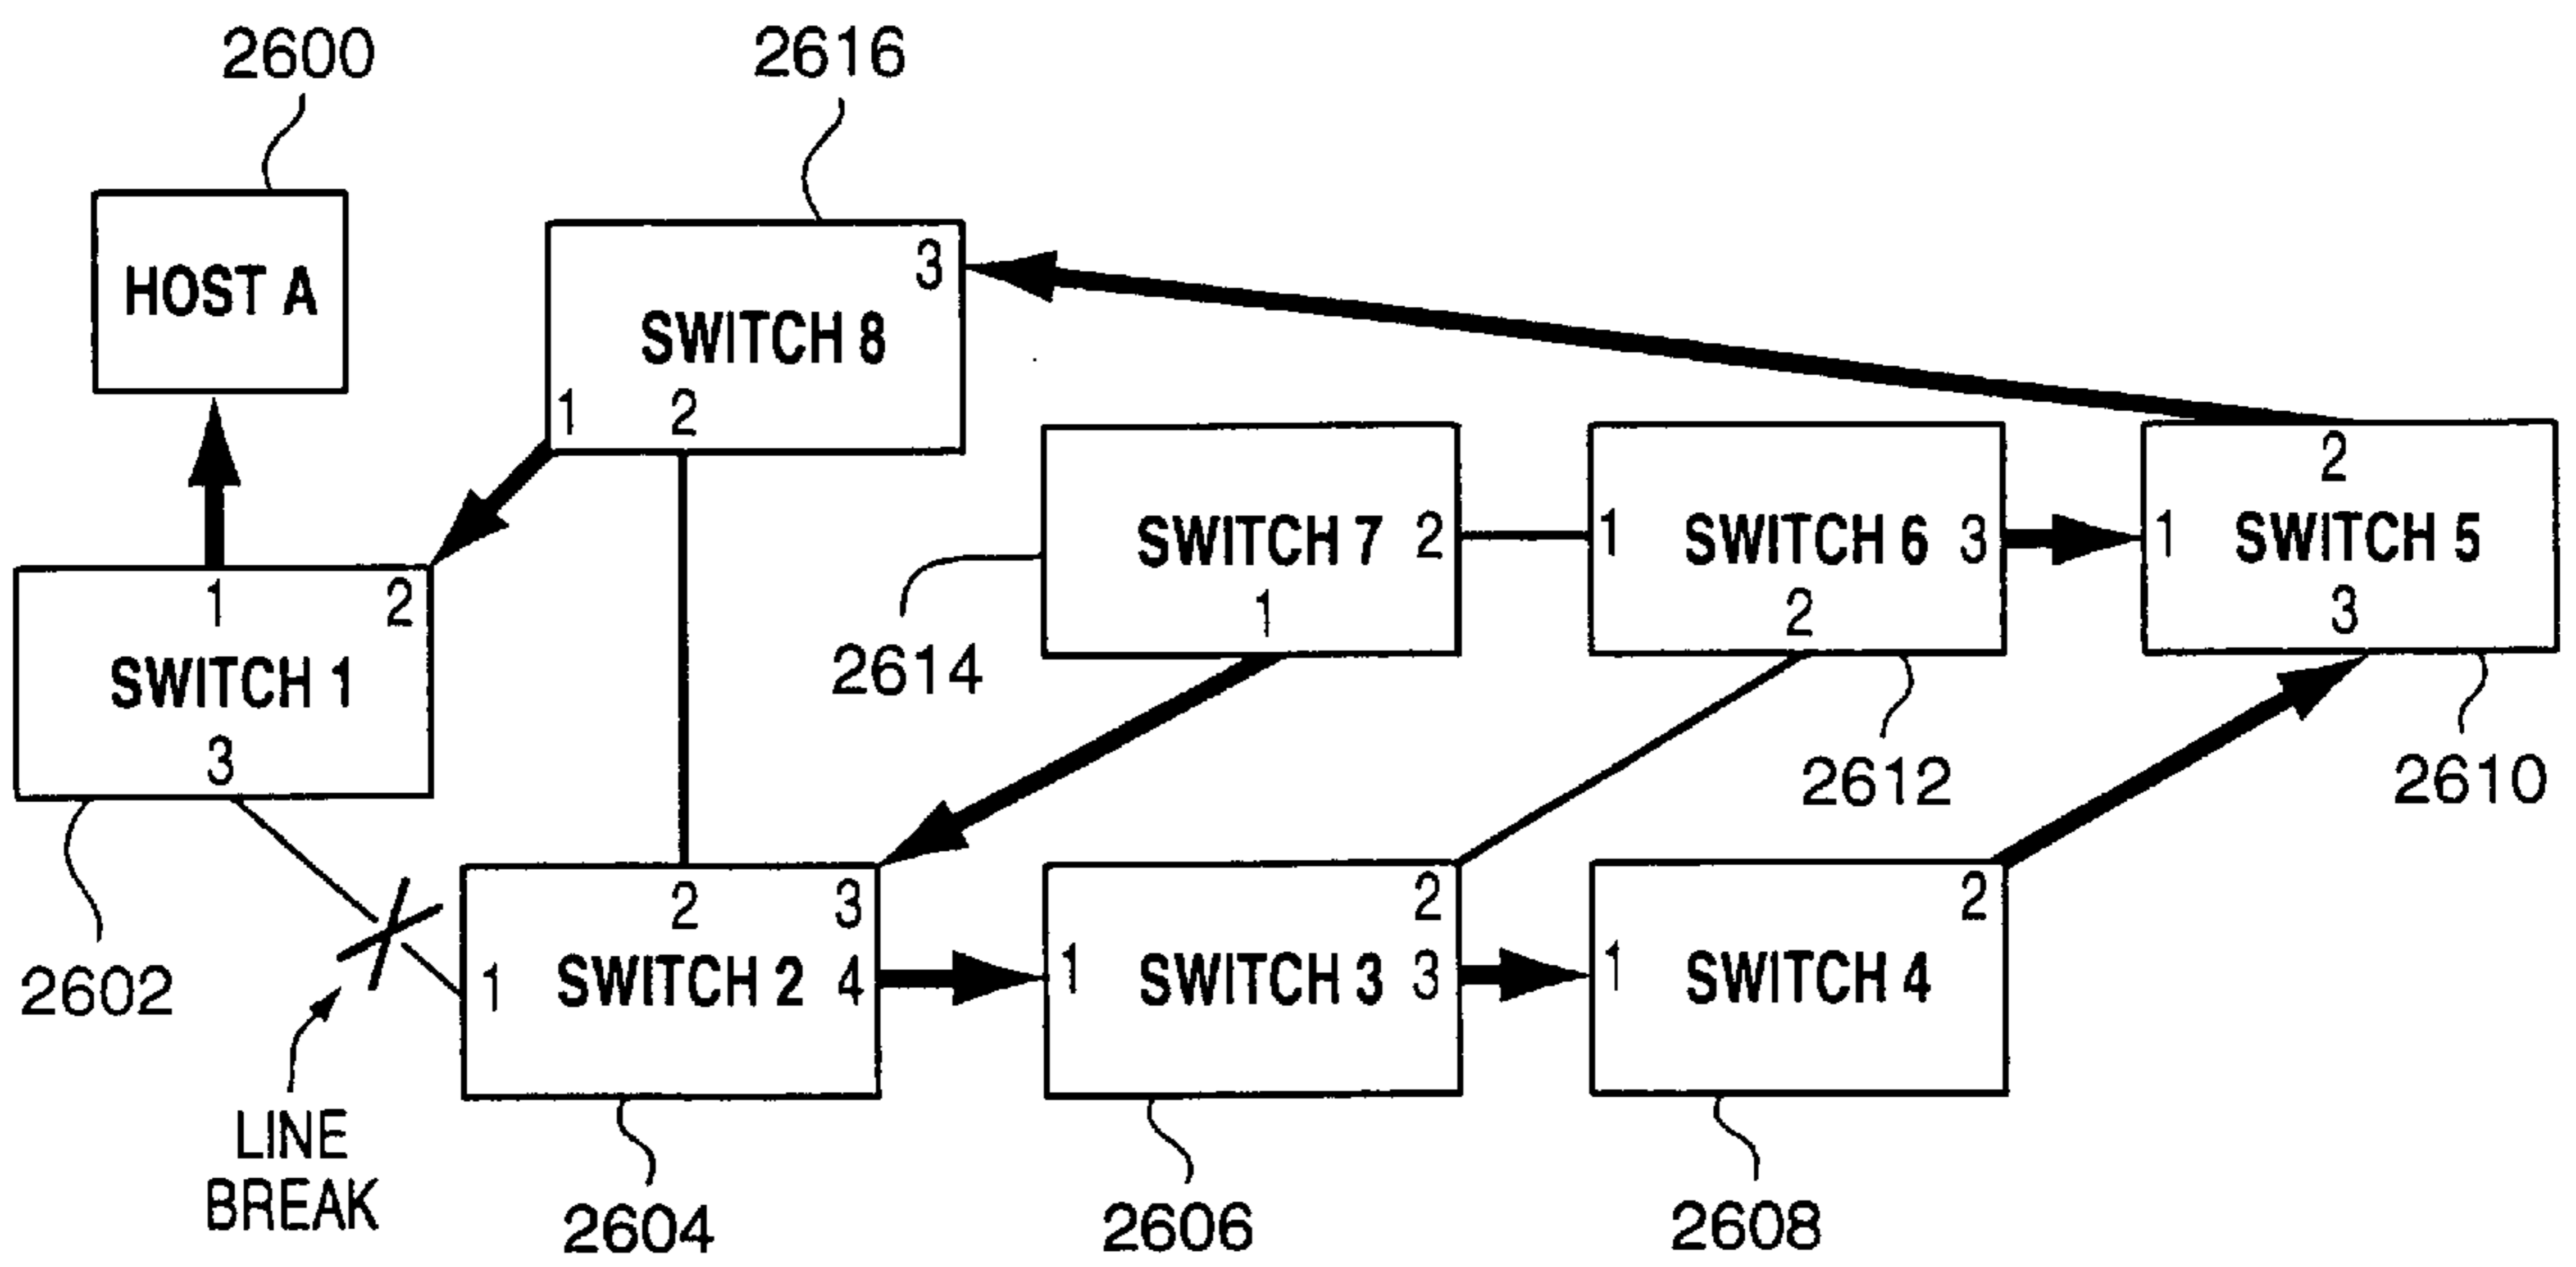 2600
2616
HOST A
3
SWITCH 8
1 2
2
1 2
SWITCH 7 2
1
1 SWITCH 6 3
2
1 SWITCH 5
3
SWITCH 1
3
2614
2612
2610
2602
2 3
1 SWITCH 2 4
2
1 SWITCH 3 3
2
1 SWITCH 4
LINE
BREAK
2604
2606
2608